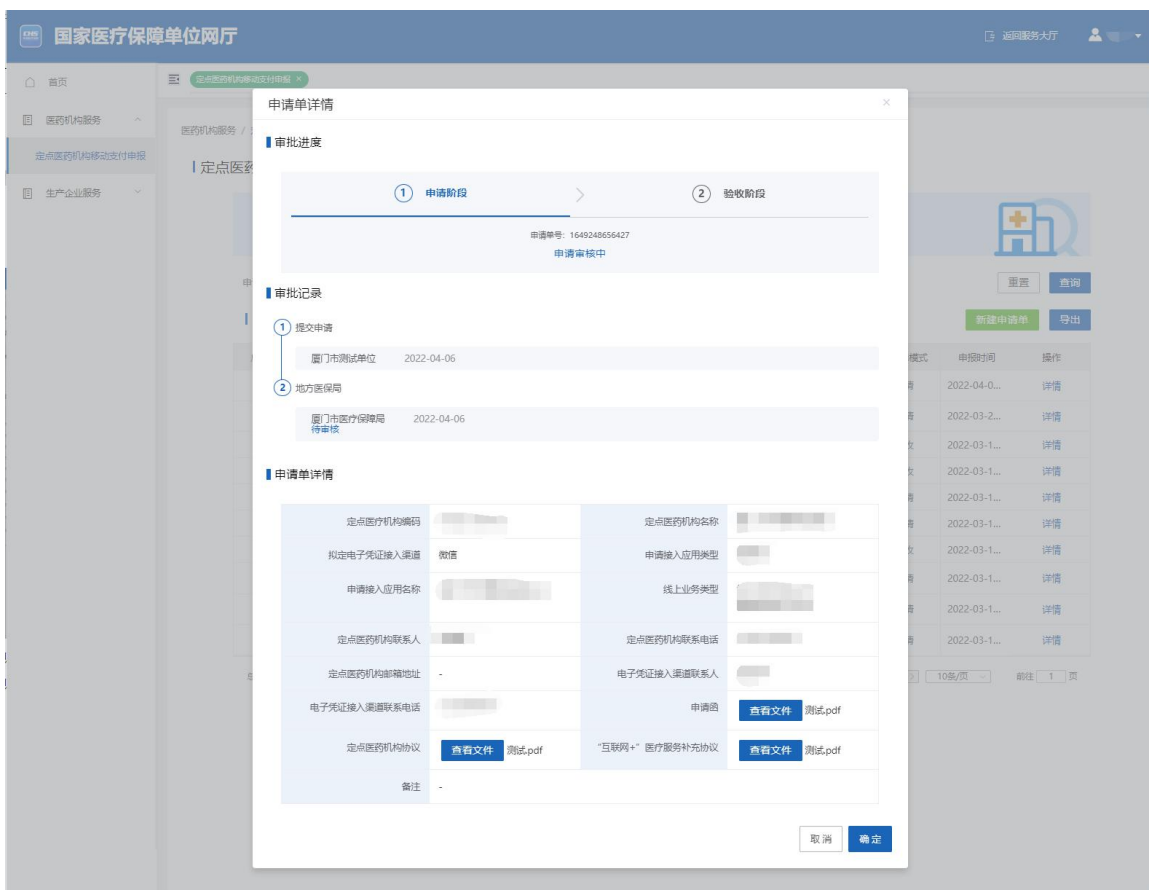 国家医疗保障单位网厅
返回服务大厅
首页
定点医药机构移动支付申报 ×
医药机构服务
医药机构服务 /
定点医药机构移动支付申报
定点医药
生产企业服务
申请单详情
审批进度
1 申请阶段
2 验收阶段
申请单号: 1649248656427
申请审核中
重置 查询
审批记录
新建申请单 导出
1 提交申请
厦门市测试单位 2022-04-06
2 地方医保局
厦门市医疗保障局 2022-04-06
待审核
模式 申报时间 操作
2022-04-0... 详情
2022-03-2... 详情
2022-03-1... 详情
2022-03-1... 详情
2022-03-1... 详情
2022-03-1... 详情
2022-03-1... 详情
2022-03-1... 详情
2022-03-1... 详情
2022-03-1... 详情
10条/页 前往 1 页
申请单详情
定点医疗机构编码 定点医药机构名称
拟定电子凭证接入渠道 微信 申请接入应用类型
申请接入应用名称 线上业务类型
定点医药机构联系人 定点医药机构联系电话
定点医药机构邮箱地址 - 电子凭证接入渠道联系人
电子凭证接入渠道联系电话 申请函 查看文件 测试.pdf
定点医药机构协议 查看文件 测试.pdf “互联网+”医疗服务补充协议 查看文件 测试.pdf
备注 -
取消 确定